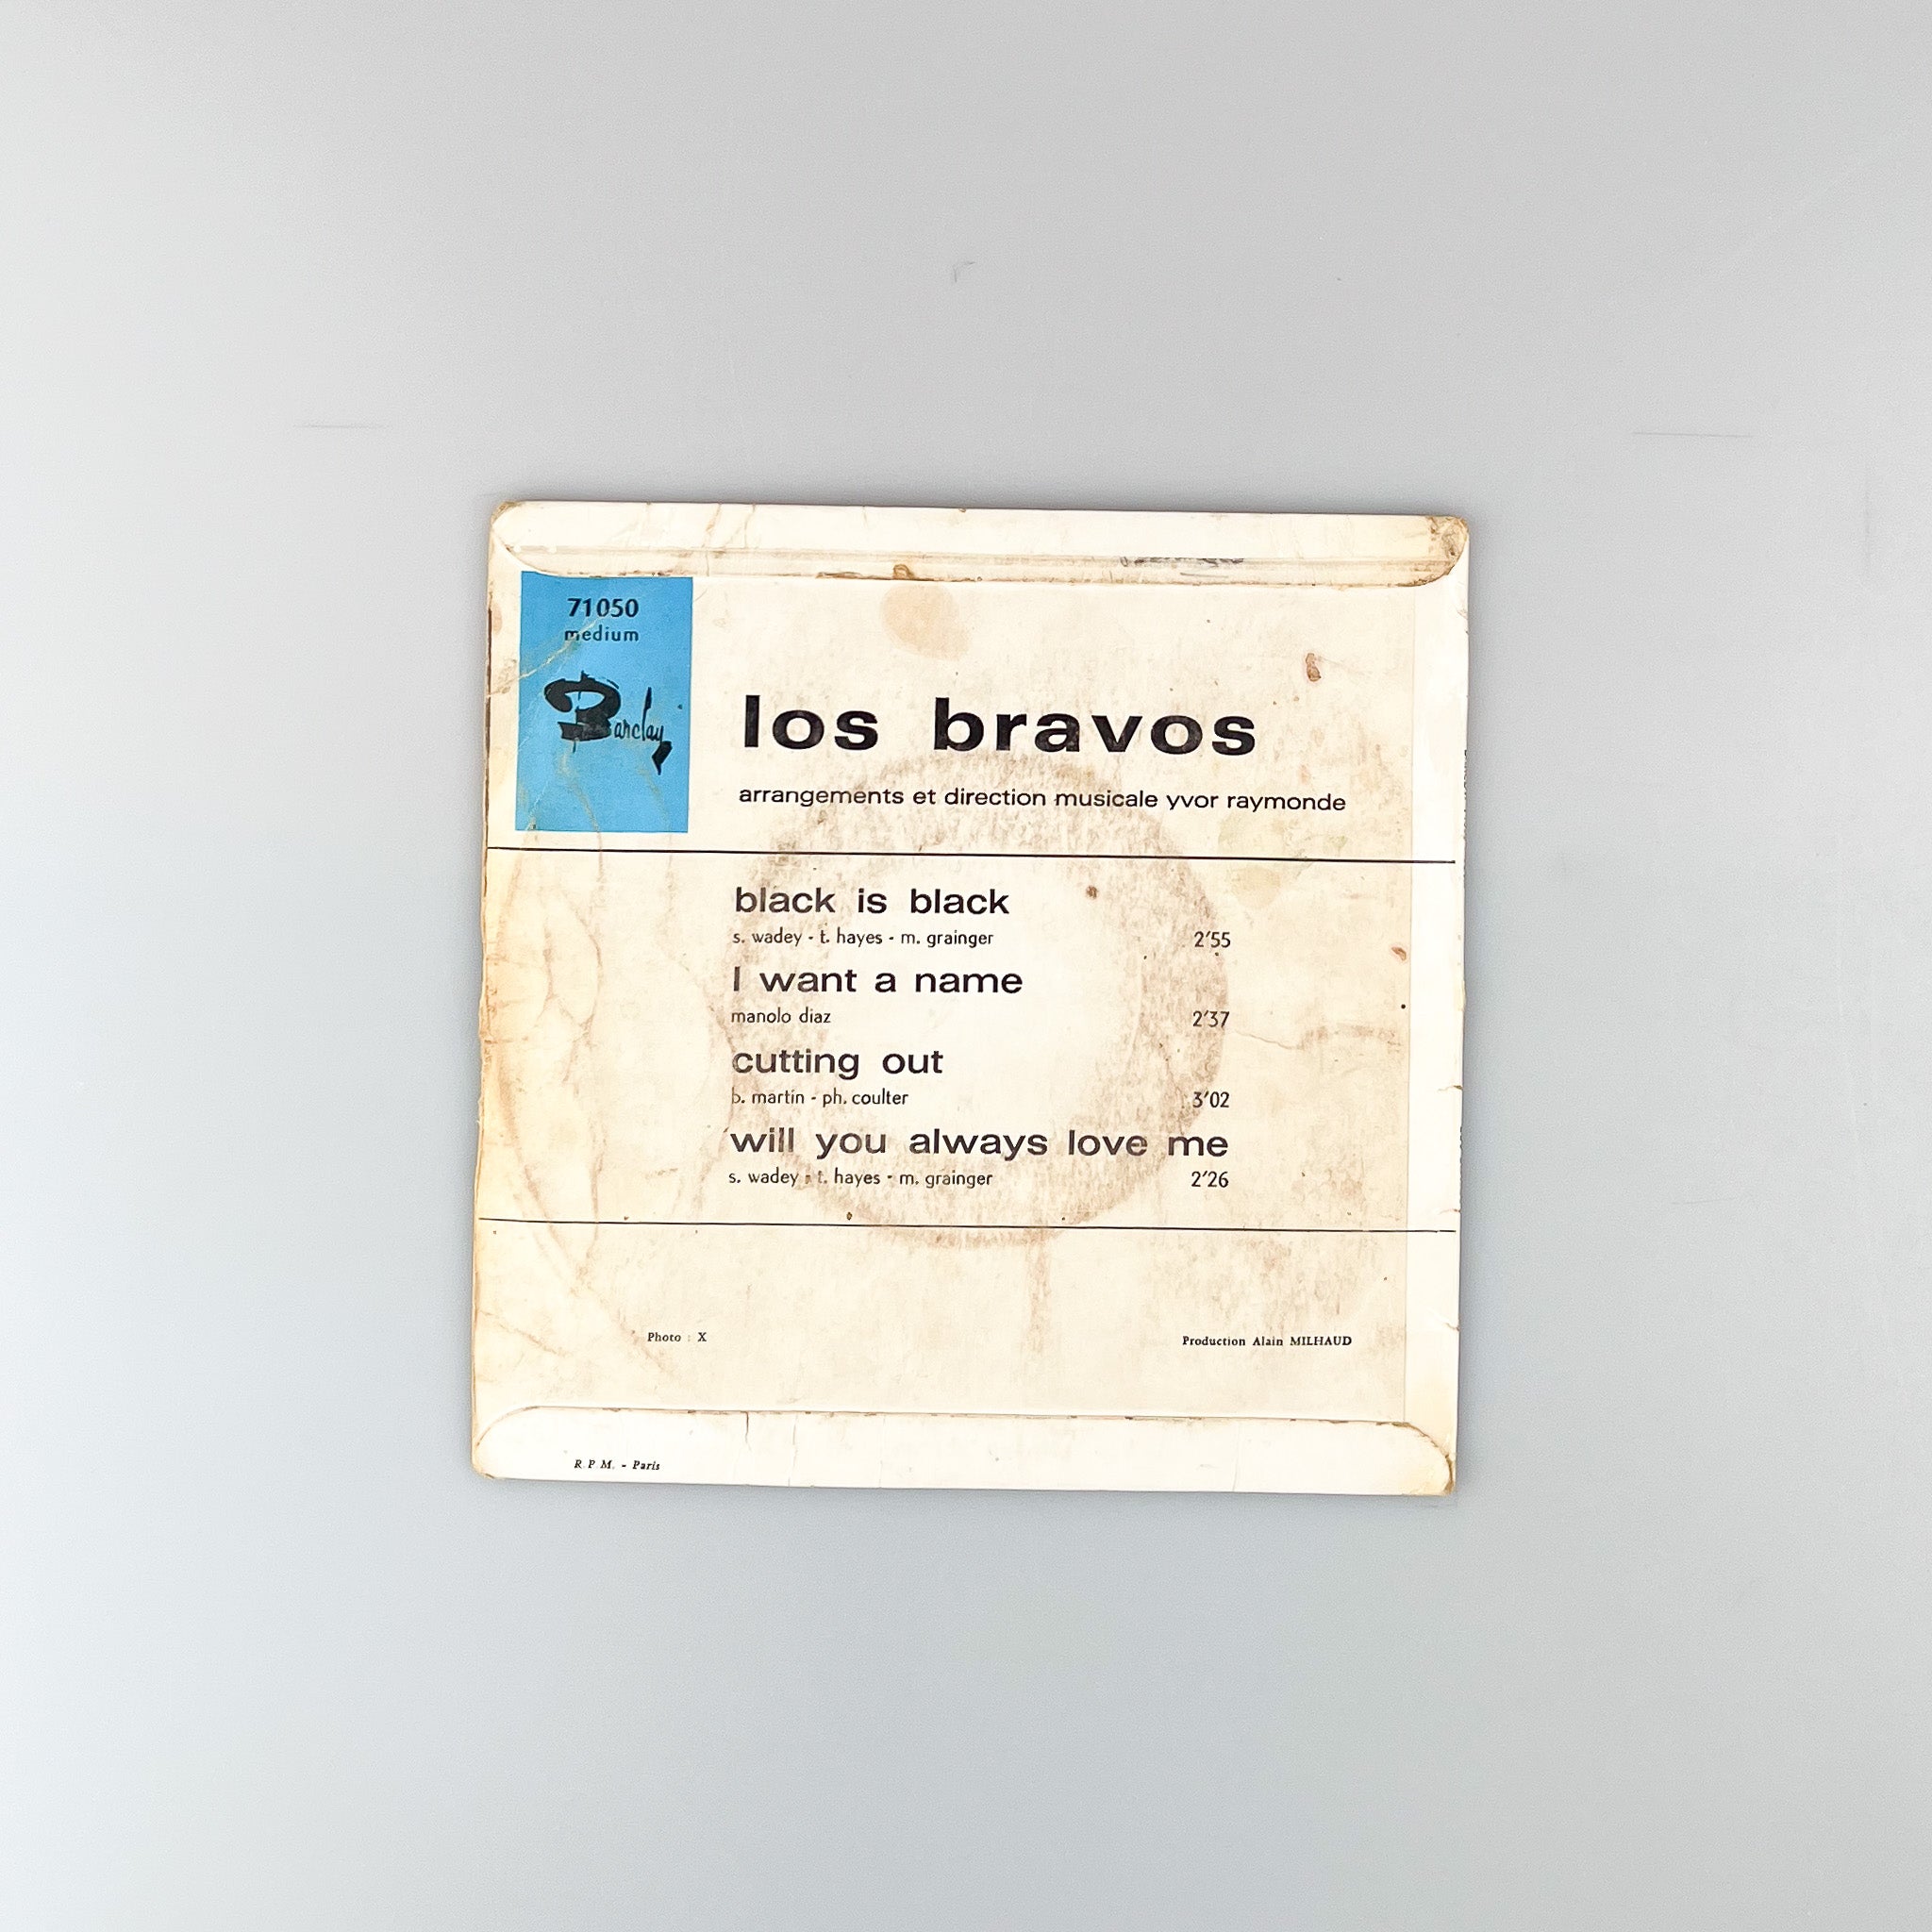 71050
medium
Barclay
los bravos
arrangements et direction musicale yvor raymonde
black is black
s. wadey - t. hayes - m. grainger 2'55
I want a name
manolo diaz 2'37
cutting out
b. martin - ph. coulter 3'02
will you always love me
s. wadey - t. hayes - m. grainger 2'26
Photo : X
Production Alain MILHAUD
R.P.M. - Paris